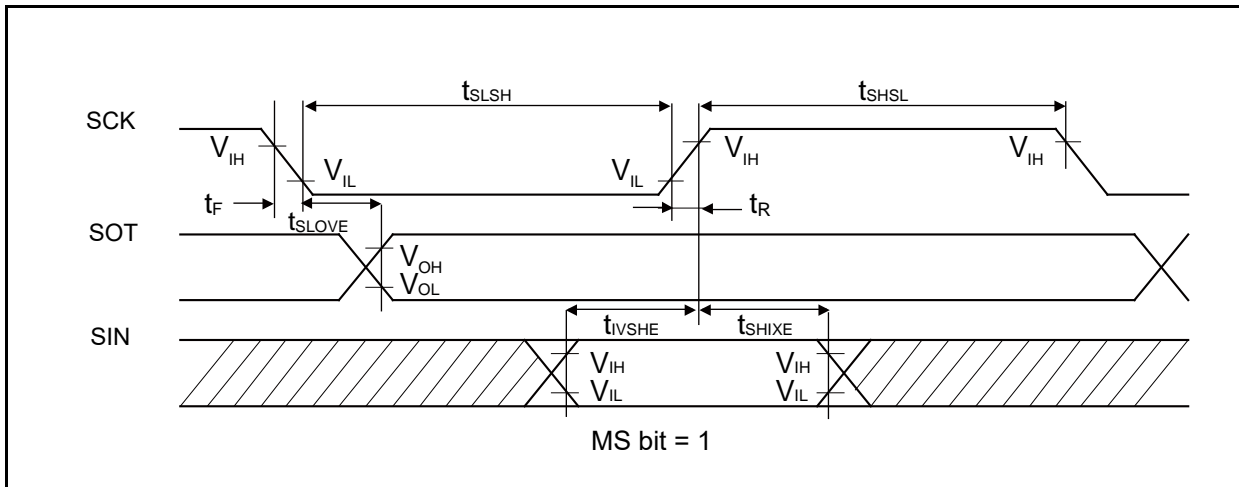 tSLSH
tSHSL
SCK
VIH
VIL
VIL
VIH
VIH
tF
tSLOVE
tR
SOT
VOH
VOL
tIVSHE
tSHIXE
SIN
VIH
VIH
VIL
VIL
MS bit = 1